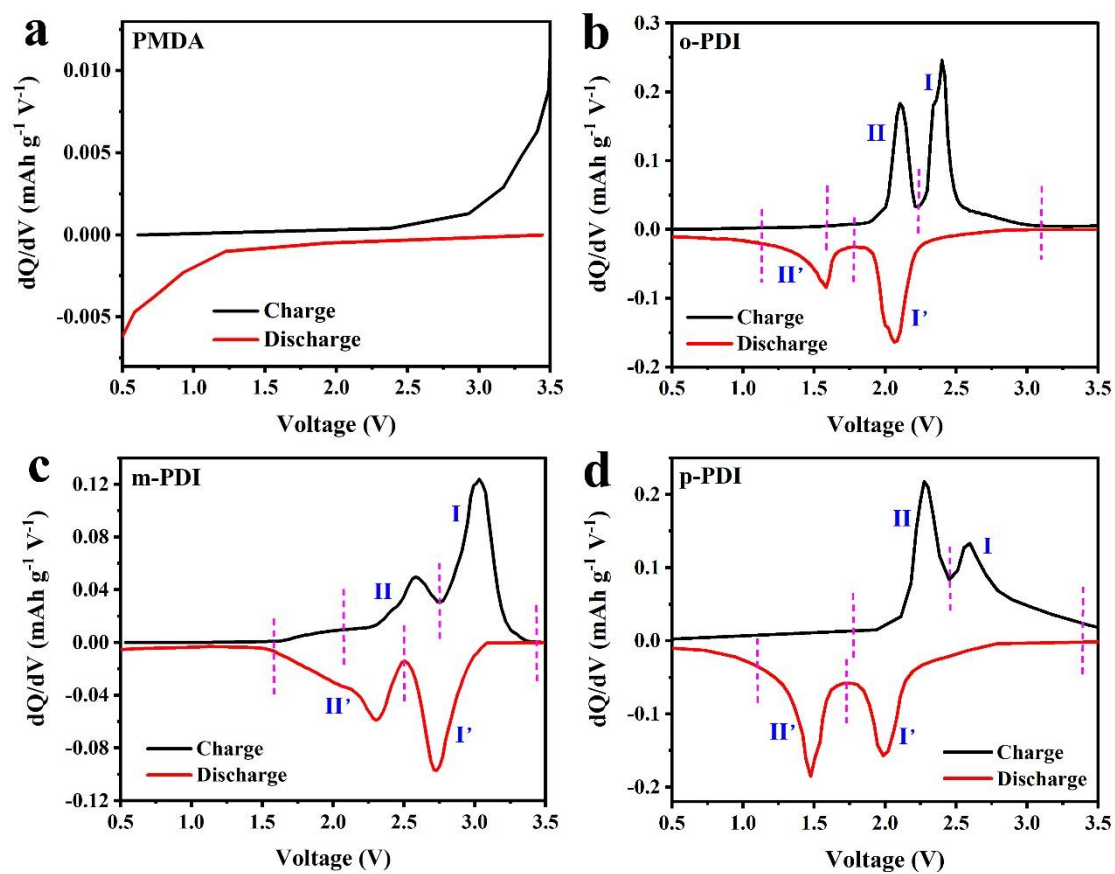 a
PMDA
dQ/dV (mAh g⁻¹ V⁻¹)
0.010
0.005
0.000
-0.005
Charge
Discharge
0.5 1.0 1.5 2.0 2.5 3.0 3.5
Voltage (V)
b
o-PDI
dQ/dV (mAh g⁻¹ V⁻¹)
0.3
0.2
0.1
0.0
-0.1
-0.2
I
II
II’
I’
Charge
Discharge
0.5 1.0 1.5 2.0 2.5 3.0 3.5
Voltage (V)
c
m-PDI
dQ/dV (mAh g⁻¹ V⁻¹)
0.12
0.08
0.04
0.00
-0.04
-0.08
-0.12
I
II
II’
I’
Charge
Discharge
0.5 1.0 1.5 2.0 2.5 3.0 3.5
Voltage (V)
d
p-PDI
dQ/dV (mAh g⁻¹ V⁻¹)
0.2
0.1
0.0
-0.1
-0.2
II
I
II’
I’
Charge
Discharge
0.5 1.0 1.5 2.0 2.5 3.0 3.5
Voltage (V)